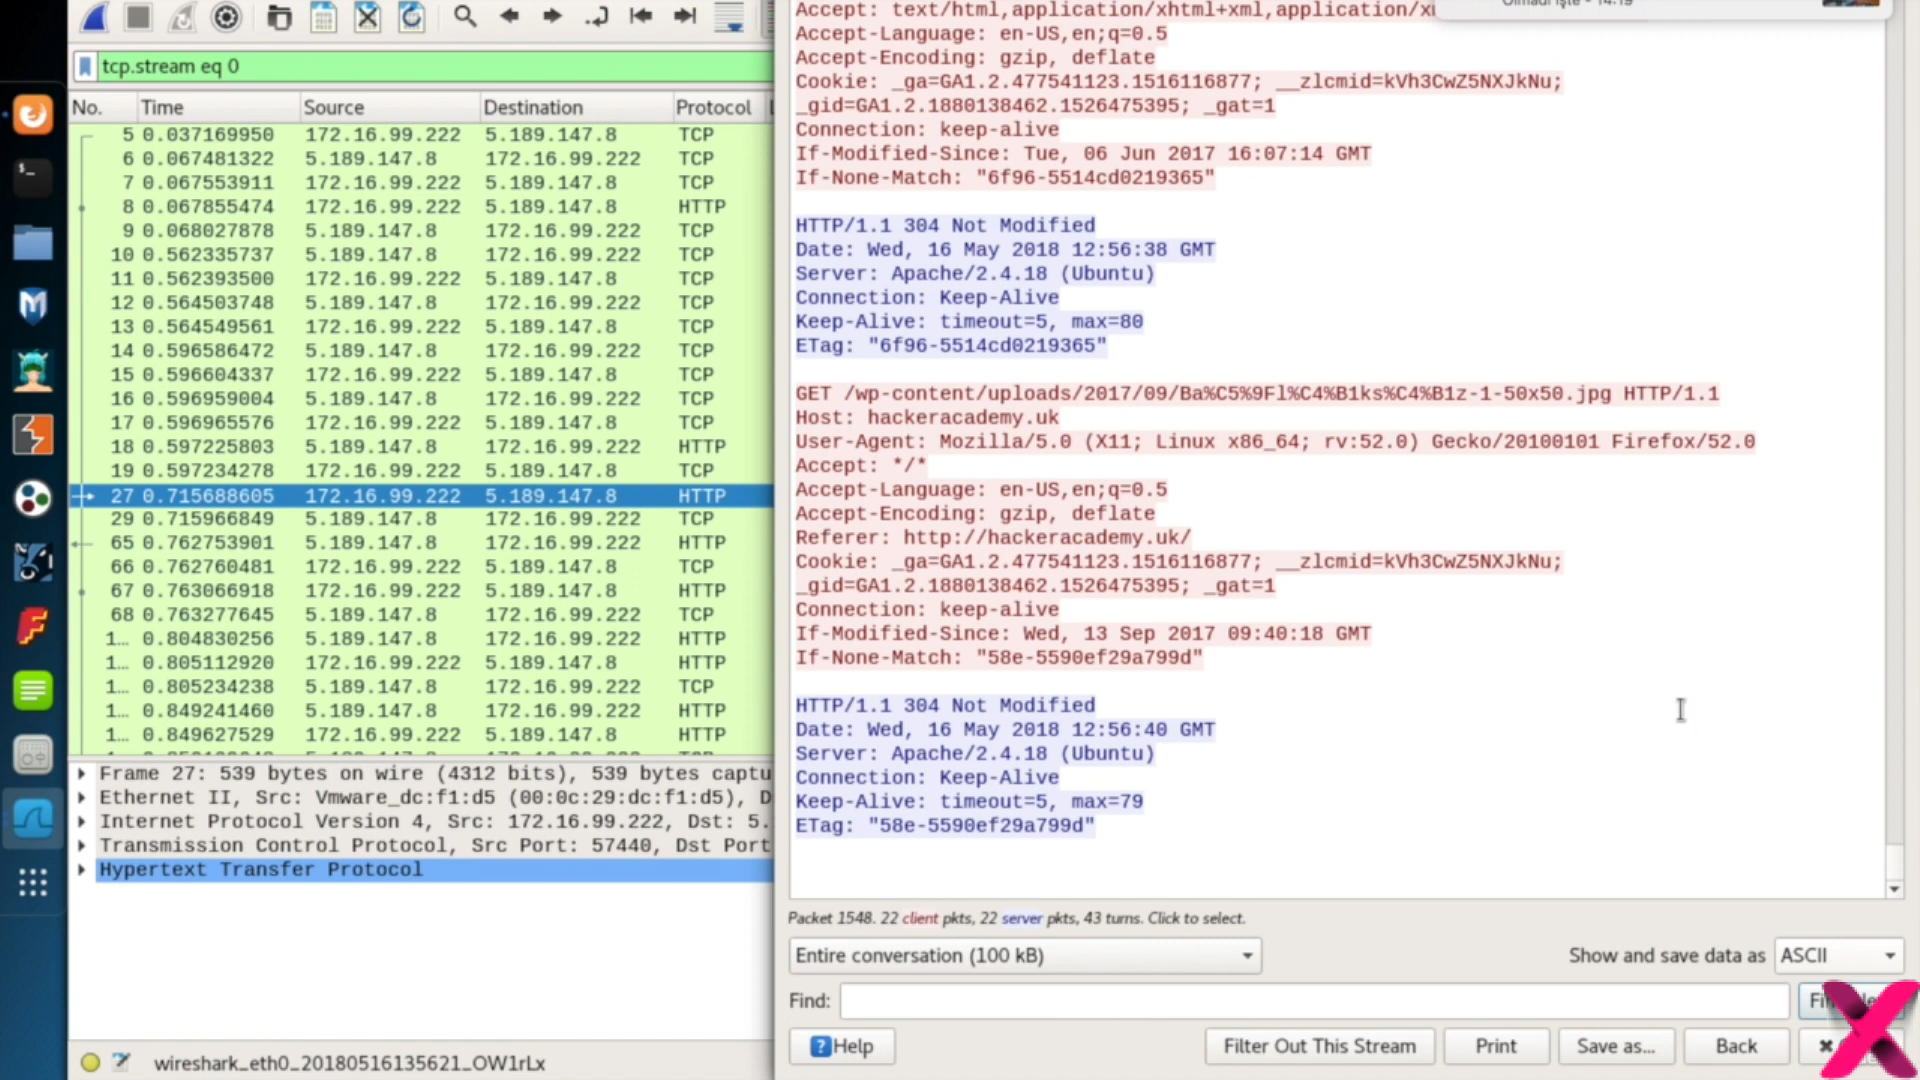 tcp.stream eq 0
No. Time Source Destination Protocol
5 0.037169950 172.16.99.222 5.189.147.8 TCP
6 0.067481322 5.189.147.8 172.16.99.222 TCP
7 0.067553911 172.16.99.222 5.189.147.8 TCP
8 0.067855474 172.16.99.222 5.189.147.8 HTTP
9 0.068027878 5.189.147.8 172.16.99.222 TCP
10 0.562335737 5.189.147.8 172.16.99.222 TCP
11 0.562393500 172.16.99.222 5.189.147.8 TCP
12 0.564503748 5.189.147.8 172.16.99.222 TCP
13 0.564549561 172.16.99.222 5.189.147.8 TCP
14 0.596586472 5.189.147.8 172.16.99.222 TCP
15 0.596604337 172.16.99.222 5.189.147.8 TCP
16 0.596959004 5.189.147.8 172.16.99.222 TCP
17 0.596965576 172.16.99.222 5.189.147.8 TCP
18 0.597225803 5.189.147.8 172.16.99.222 HTTP
19 0.597234278 172.16.99.222 5.189.147.8 TCP
27 0.715688605 172.16.99.222 5.189.147.8 HTTP
29 0.715966849 5.189.147.8 172.16.99.222 TCP
65 0.762753901 5.189.147.8 172.16.99.222 HTTP
66 0.762760481 172.16.99.222 5.189.147.8 TCP
67 0.763066918 172.16.99.222 5.189.147.8 HTTP
68 0.763277645 5.189.147.8 172.16.99.222 TCP
1… 0.804830256 5.189.147.8 172.16.99.222 HTTP
1… 0.805112920 172.16.99.222 5.189.147.8 HTTP
1… 0.805234238 5.189.147.8 172.16.99.222 TCP
1… 0.849241460 5.189.147.8 172.16.99.222 HTTP
1… 0.849627529 172.16.99.222 5.189.147.8 HTTP
Frame 27: 539 bytes on wire (4312 bits), 539 bytes captu
Ethernet II, Src: Vmware_dc:f1:d5 (00:0c:29:dc:f1:d5), D
Internet Protocol Version 4, Src: 172.16.99.222, Dst: 5.
Transmission Control Protocol, Src Port: 57440, Dst Port
Hypertext Transfer Protocol
wireshark_eth0_20180516135621_OW1rLx
Accept: text/html,application/xhtml+xml,application/x
Accept-Language: en-US,en;q=0.5
Accept-Encoding: gzip, deflate
Cookie: _ga=GA1.2.477541123.1516116877; __zlcmid=kVh3CwZ5NXJkNu;
_gid=GA1.2.1880138462.1526475395; _gat=1
Connection: keep-alive
If-Modified-Since: Tue, 06 Jun 2017 16:07:14 GMT
If-None-Match: "6f96-5514cd0219365"
HTTP/1.1 304 Not Modified
Date: Wed, 16 May 2018 12:56:38 GMT
Server: Apache/2.4.18 (Ubuntu)
Connection: Keep-Alive
Keep-Alive: timeout=5, max=80
ETag: "6f96-5514cd0219365"
GET /wp-content/uploads/2017/09/Ba%C5%9Fl%C4%B1ks%C4%B1z-1-50x50.jpg HTTP/1.1
Host: hackeracademy.uk
User-Agent: Mozilla/5.0 (X11; Linux x86_64; rv:52.0) Gecko/20100101 Firefox/52.0
Accept: */*
Accept-Language: en-US,en;q=0.5
Accept-Encoding: gzip, deflate
Referer: http://hackeracademy.uk/
Cookie: _ga=GA1.2.477541123.1516116877; __zlcmid=kVh3CwZ5NXJkNu;
_gid=GA1.2.1880138462.1526475395; _gat=1
Connection: keep-alive
If-Modified-Since: Wed, 13 Sep 2017 09:40:18 GMT
If-None-Match: "58e-5590ef29a799d"
HTTP/1.1 304 Not Modified
Date: Wed, 16 May 2018 12:56:40 GMT
Server: Apache/2.4.18 (Ubuntu)
Connection: Keep-Alive
Keep-Alive: timeout=5, max=79
ETag: "58e-5590ef29a799d"
Packet 1548. 22 client pkts, 22 server pkts, 43 turns. Click to select.
Entire conversation (100 kB) Show and save data as ASCII
Find:
Help Filter Out This Stream Print Save as... Back